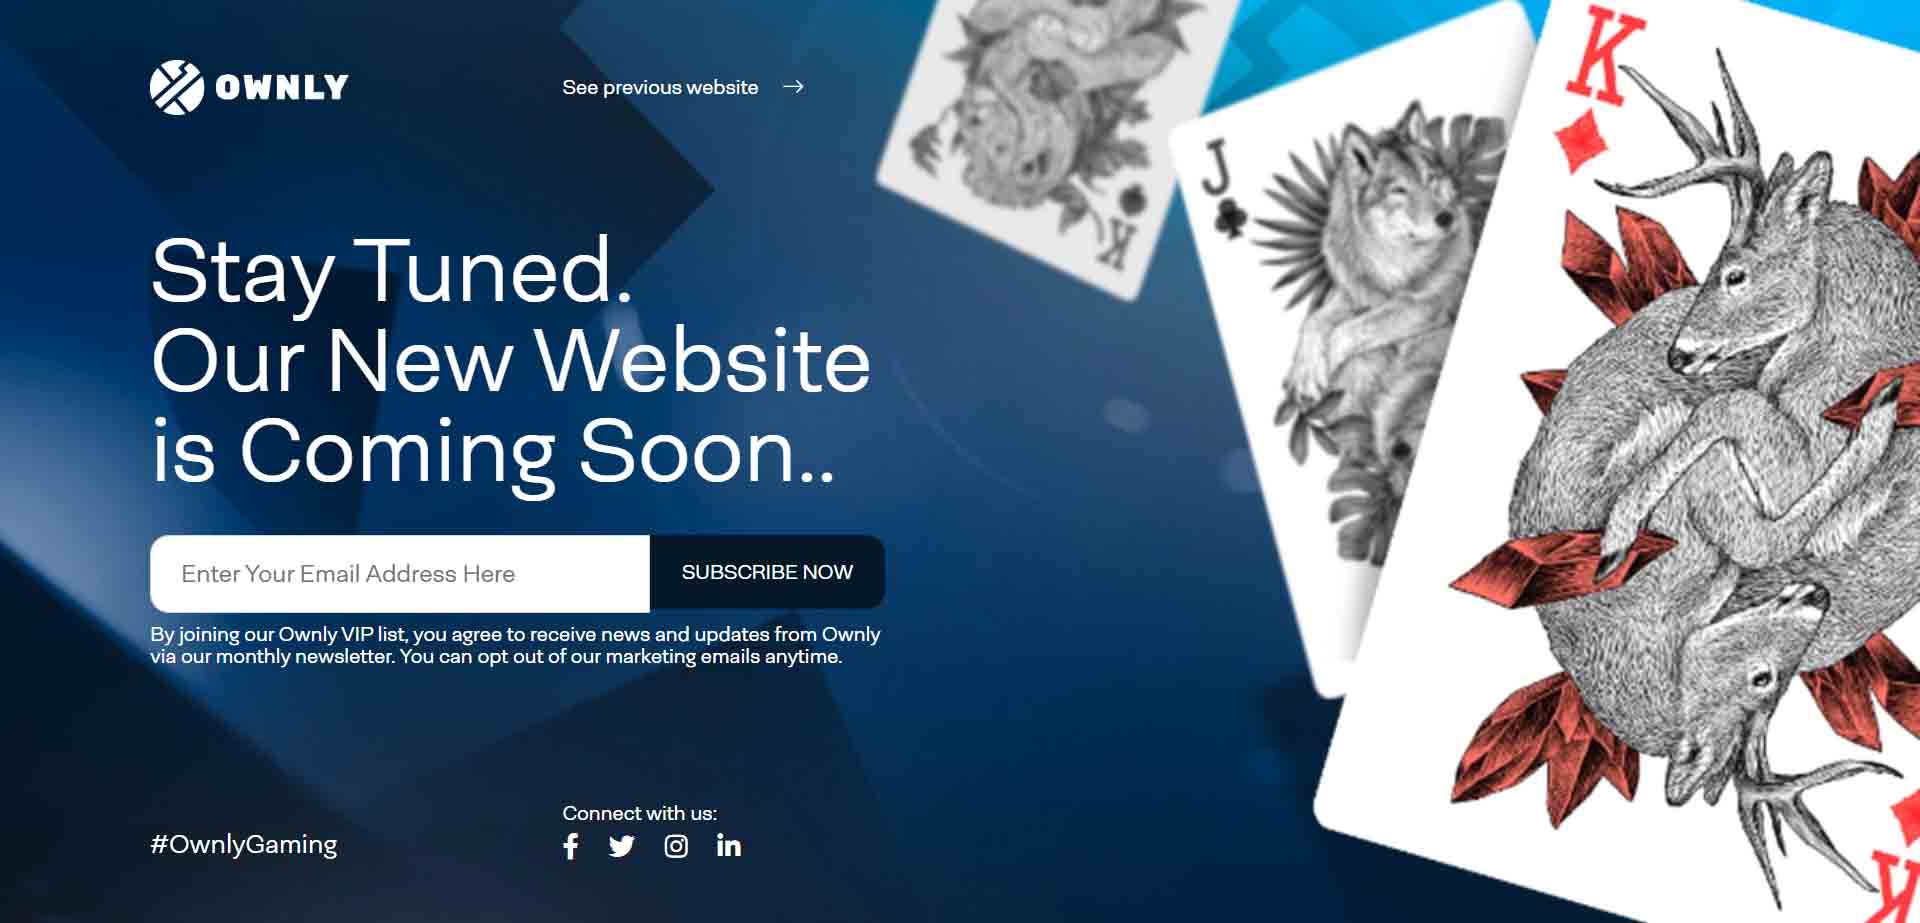 OWNLY
See previous website
Stay Tuned.
Our New Website
is Coming Soon..
Enter Your Email Address Here
SUBSCRIBE NOW
By joining our Ownly VIP list, you agree to receive news and updates from Ownly
via our monthly newsletter. You can opt out of our marketing emails anytime.
#OwnlyGaming
Connect with us:
K
J
K
K